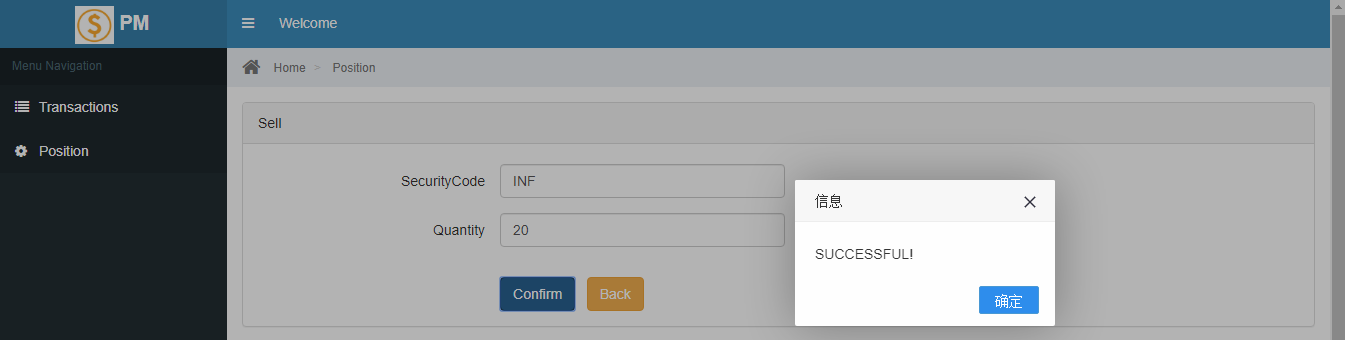 PM
Welcome
Menu Navigation
Home > Position
Transactions
Position
Sell
SecurityCode INF
Quantity 20
Confirm Back
信息
SUCCESSFUL!
确定